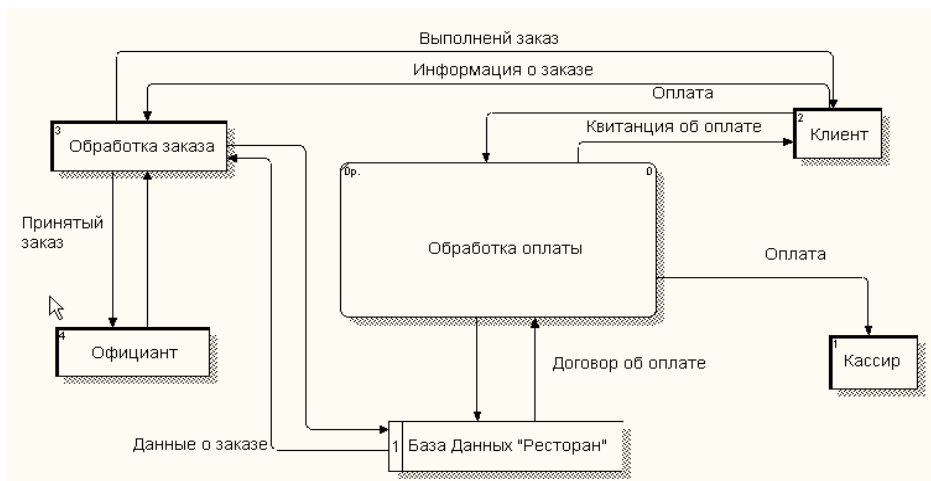 Выполненй заказ
Информация о заказе
Оплата
Квитанция об оплате
3
Обработка заказа
2
Клиент
0р.
0
Обработка оплаты
Принятый
заказ
Оплата
4
Официант
1
Кассир
Договор об оплате
Данные о заказе
1
База Данных "Ресторан"